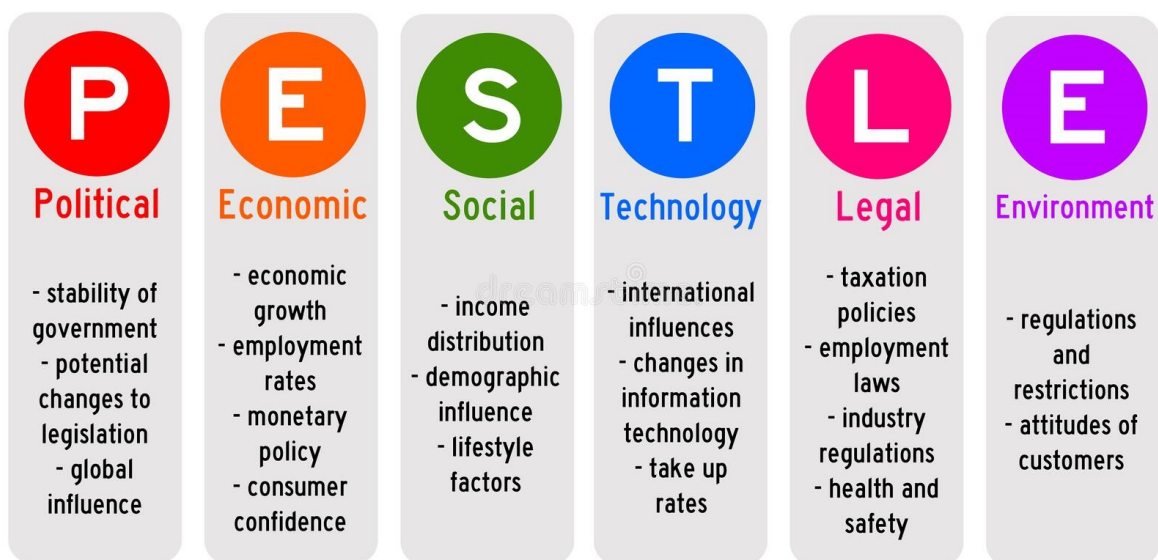 P
Political
- stability of
government
- potential
changes to
legislation
- global
influence
E
Economic
- economic
growth
- employment
rates
- monetary
policy
- consumer
confidence
S
Social
- income
distribution
- demographic
influence
- lifestyle
factors
T
Technology
- international
influences
- changes in
information
technology
- take up
rates
L
Legal
- taxation
policies
- employment
laws
- industry
regulations
- health and
safety
E
Environment
- regulations
and
restrictions
- attitudes of
customers
dreamstime